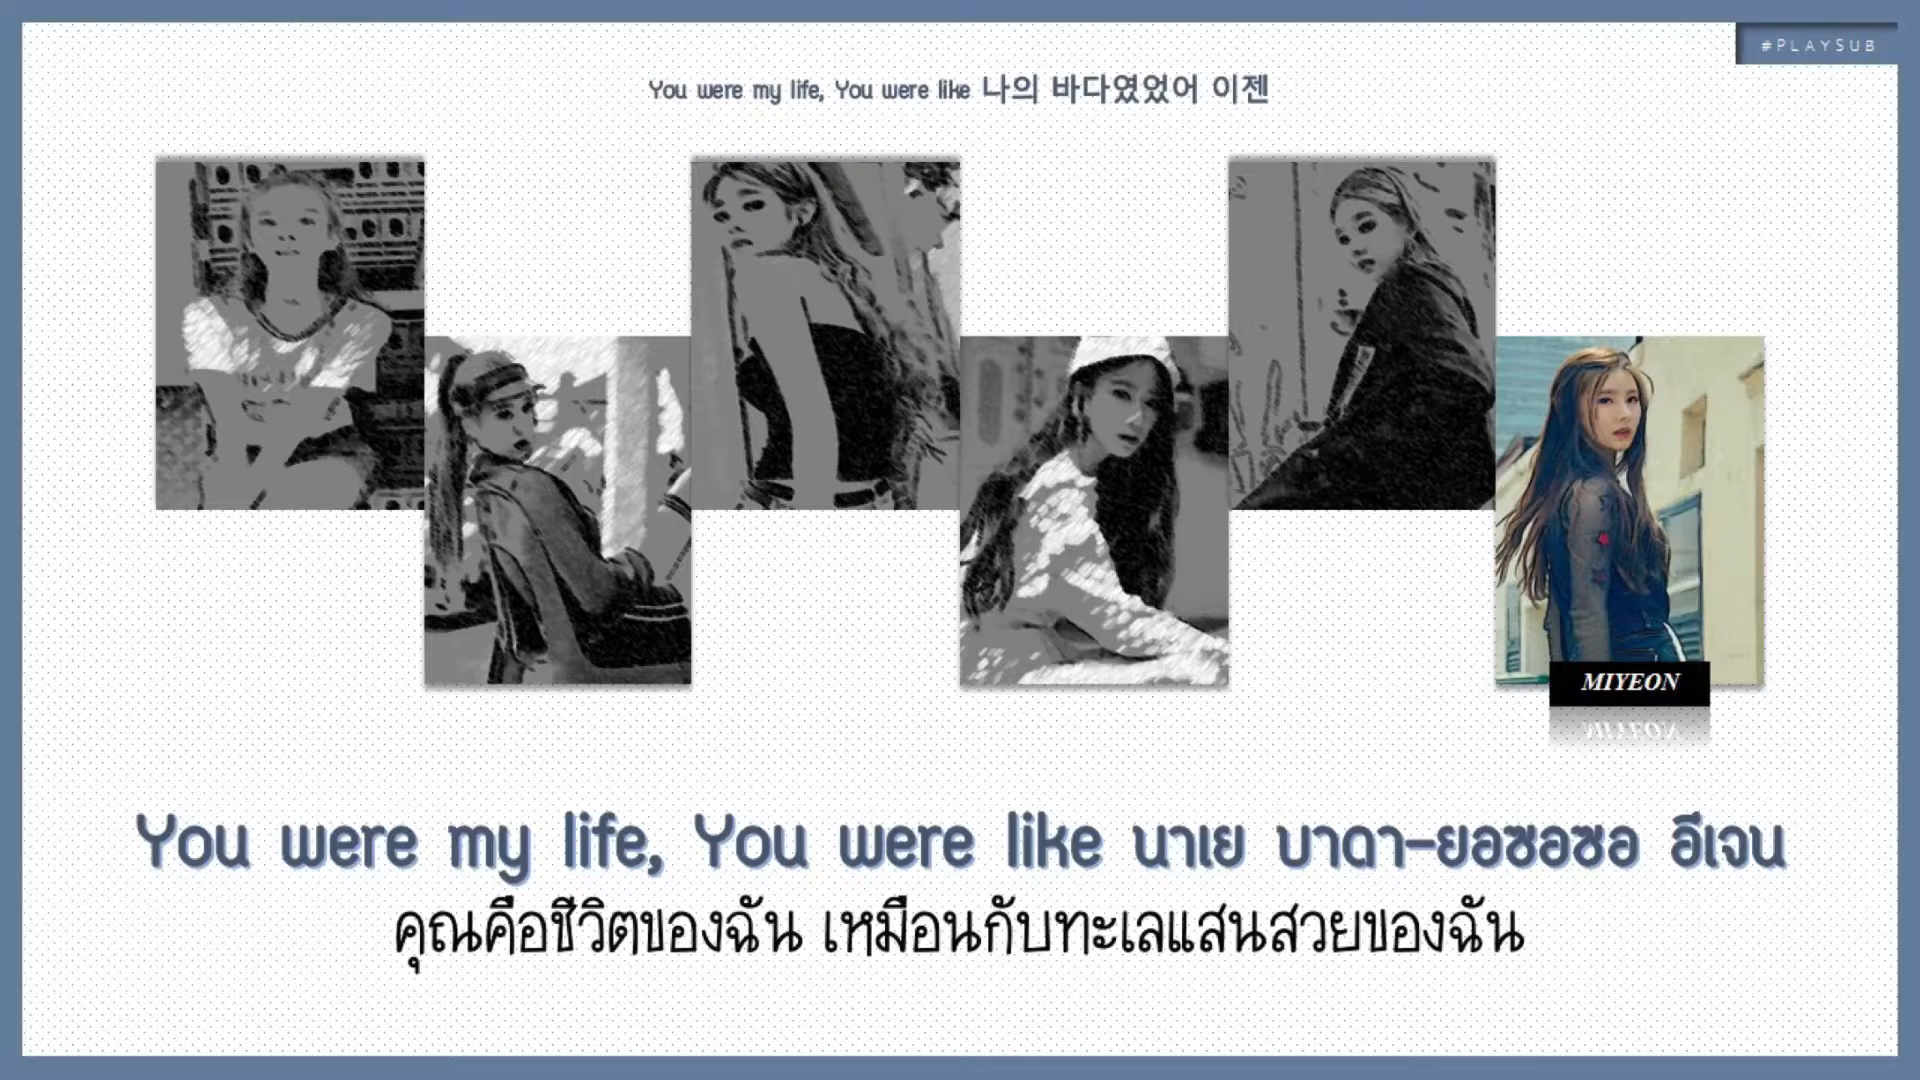 #PLAYSUB
You were my life, You were like 나의 바다였었어 이젠
MIYEON
You were my life, You were like นาเย บาดา-ยอซอซอ อีเจน
คุณคือชีวิตของฉัน เหมือนกับทะเลแสนสวยของฉัน